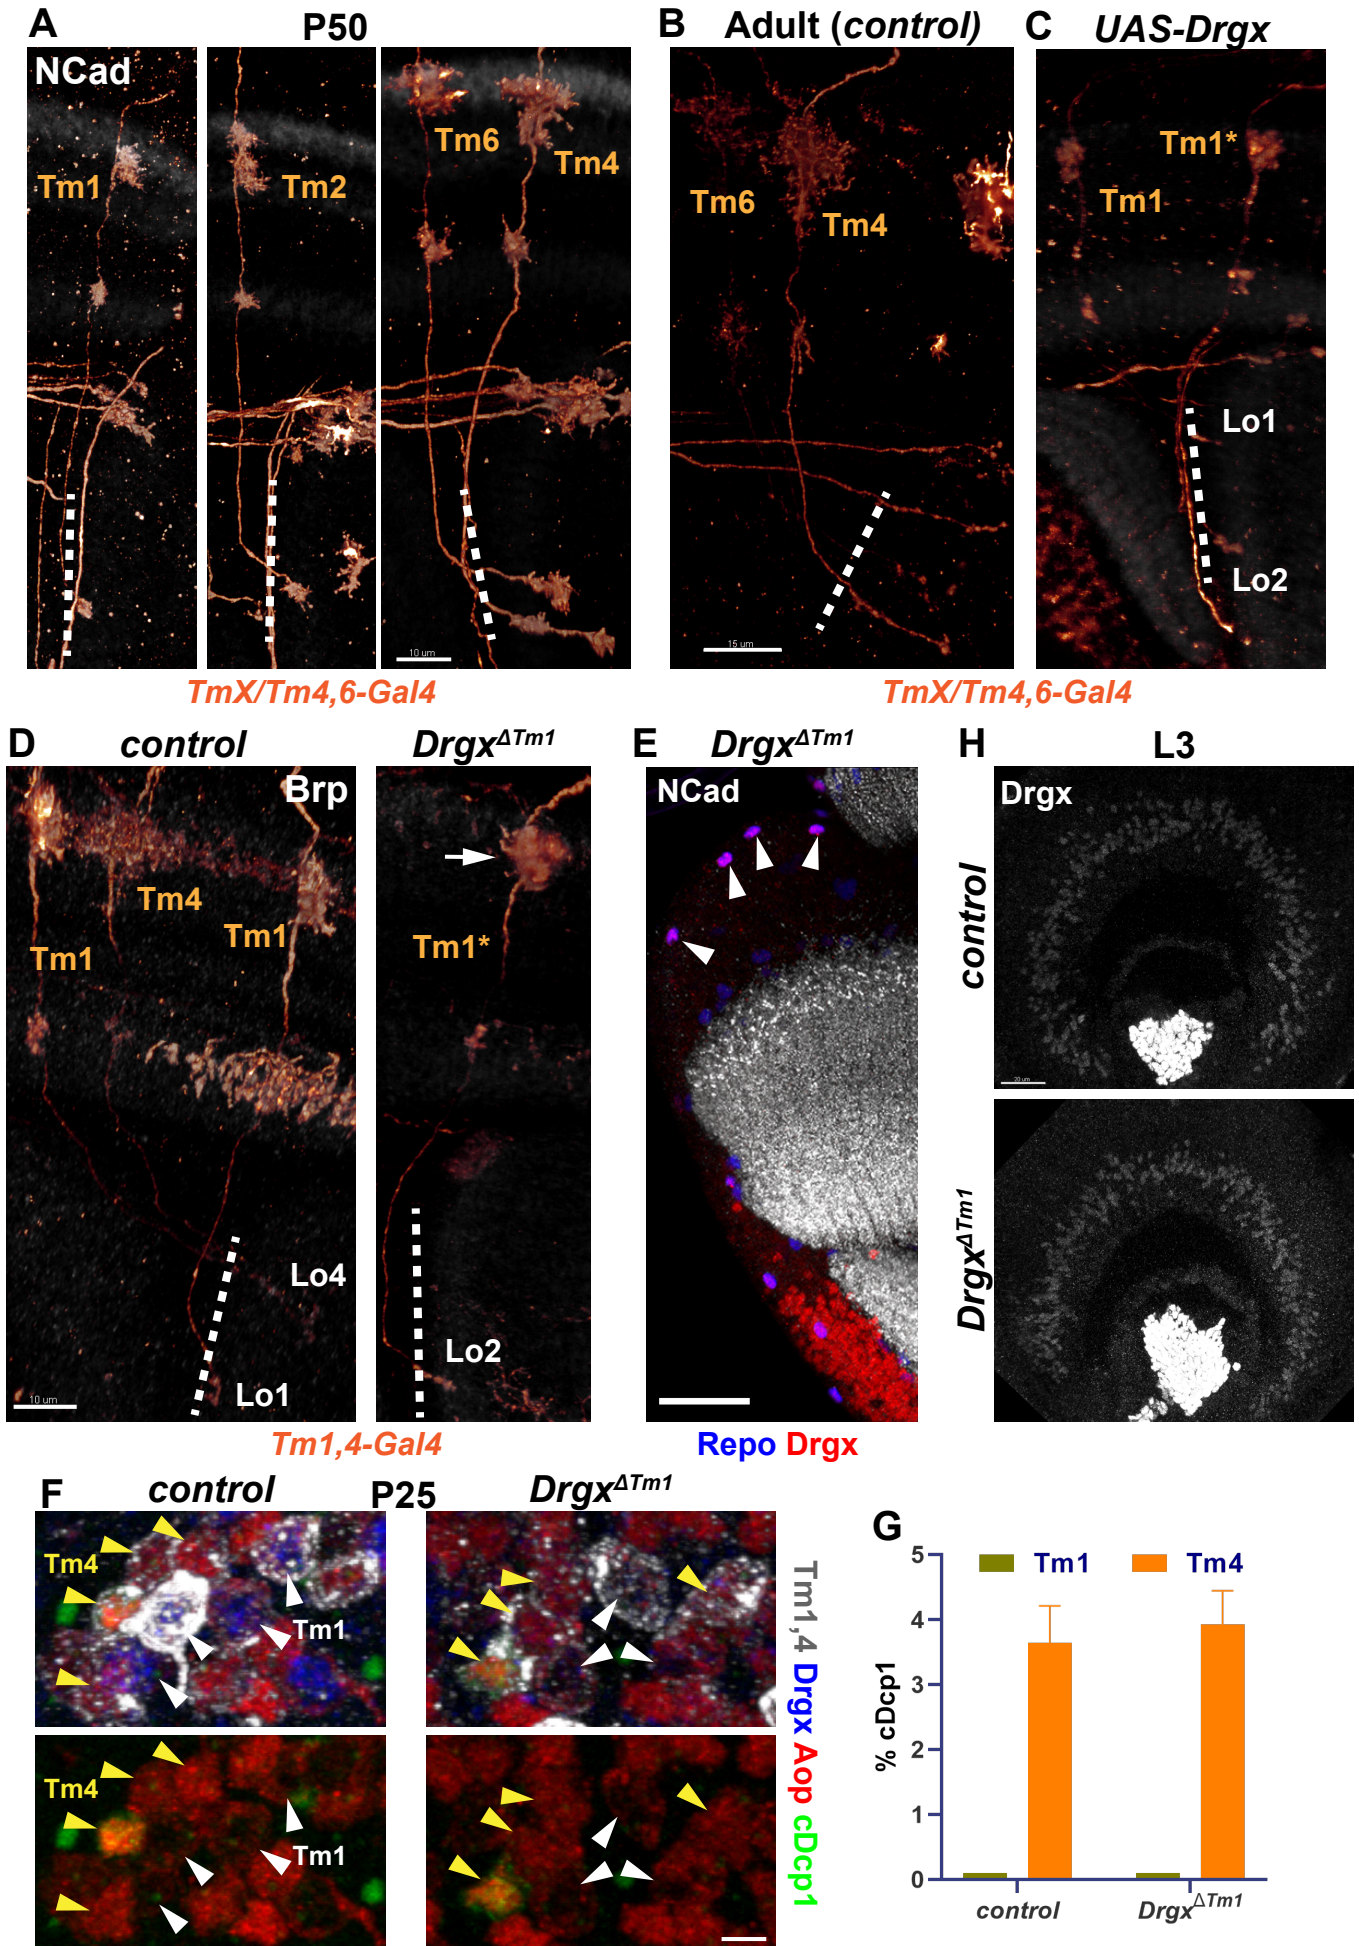 A
P50
NCad
Tm1
Tm2
Tm6
Tm4
10 um
TmX/Tm4,6-Gal4
B
Adult (control)
Tm6
Tm4
15 um
C
UAS-Drgx
Tm1*
Tm1
Lo1
Lo2
TmX/Tm4,6-Gal4
D
control
Brp
Tm4
Tm1
Tm1
Lo4
Lo1
10 um
DrgxΔTm1
Tm1*
Lo2
Tm1,4-Gal4
E
DrgxΔTm1
NCad
Repo Drgx
H
L3
Drgx
control
20 um
DrgxΔTm1
F
control
P25
DrgxΔTm1
Tm4
Tm1
Tm4
Tm1
Tm1,4 Drgx Aop cDcp1
G
Tm1
Tm4
% cDcp1
5
4
3
2
1
0
control
DrgxΔTm1